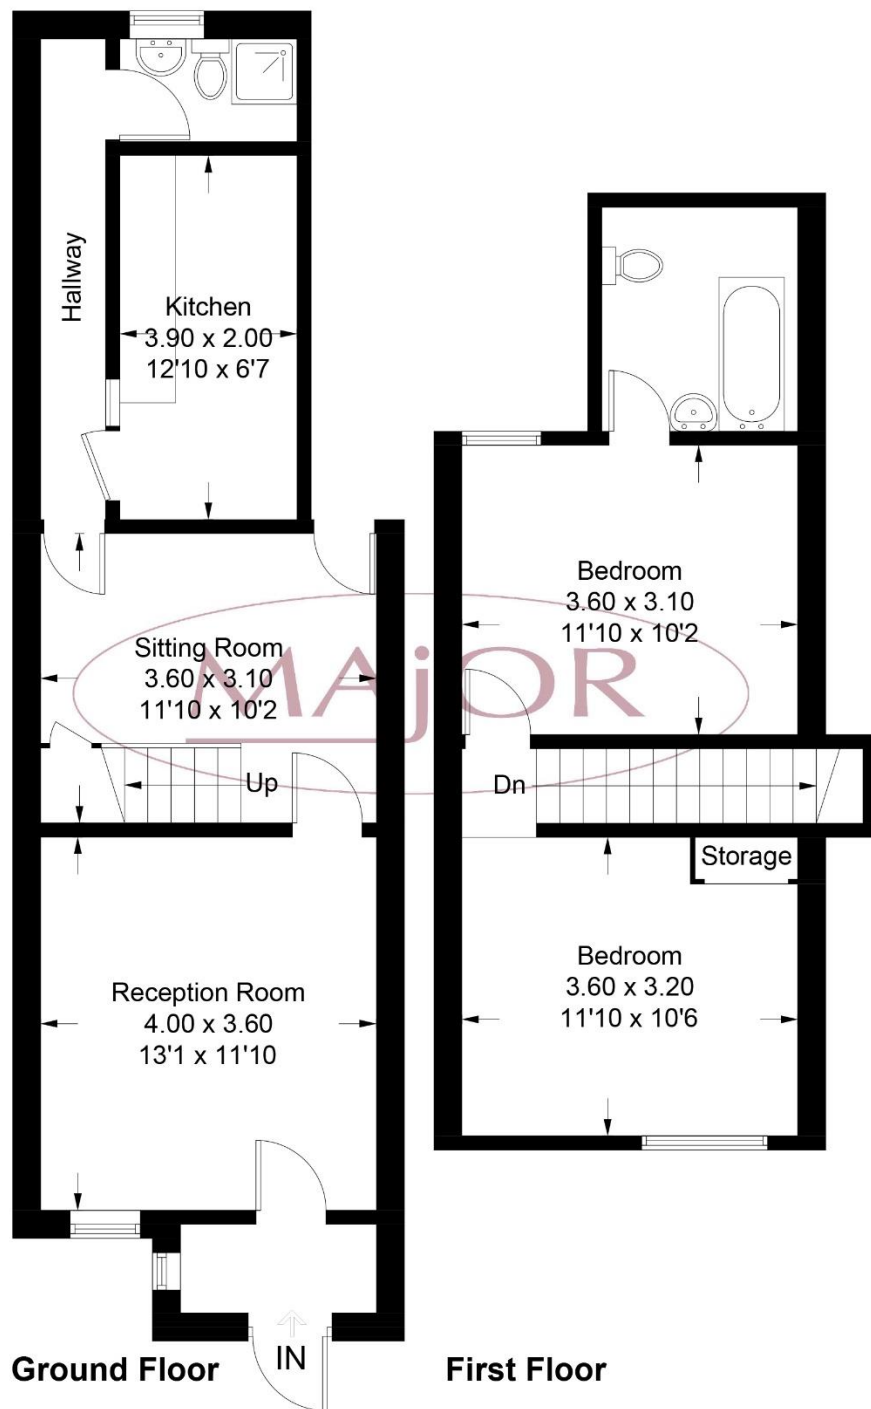 Hallway
Kitchen
3.90 x 2.00
12'10 x 6'7
Sitting Room
3.60 x 3.10
11'10 x 10'2
Up
Reception Room
4.00 x 3.60
13'1 x 11'10
IN
Ground Floor
Bedroom
3.60 x 3.10
11'10 x 10'2
Dn
Storage
Bedroom
3.60 x 3.20
11'10 x 10'6
First Floor
MAjOR